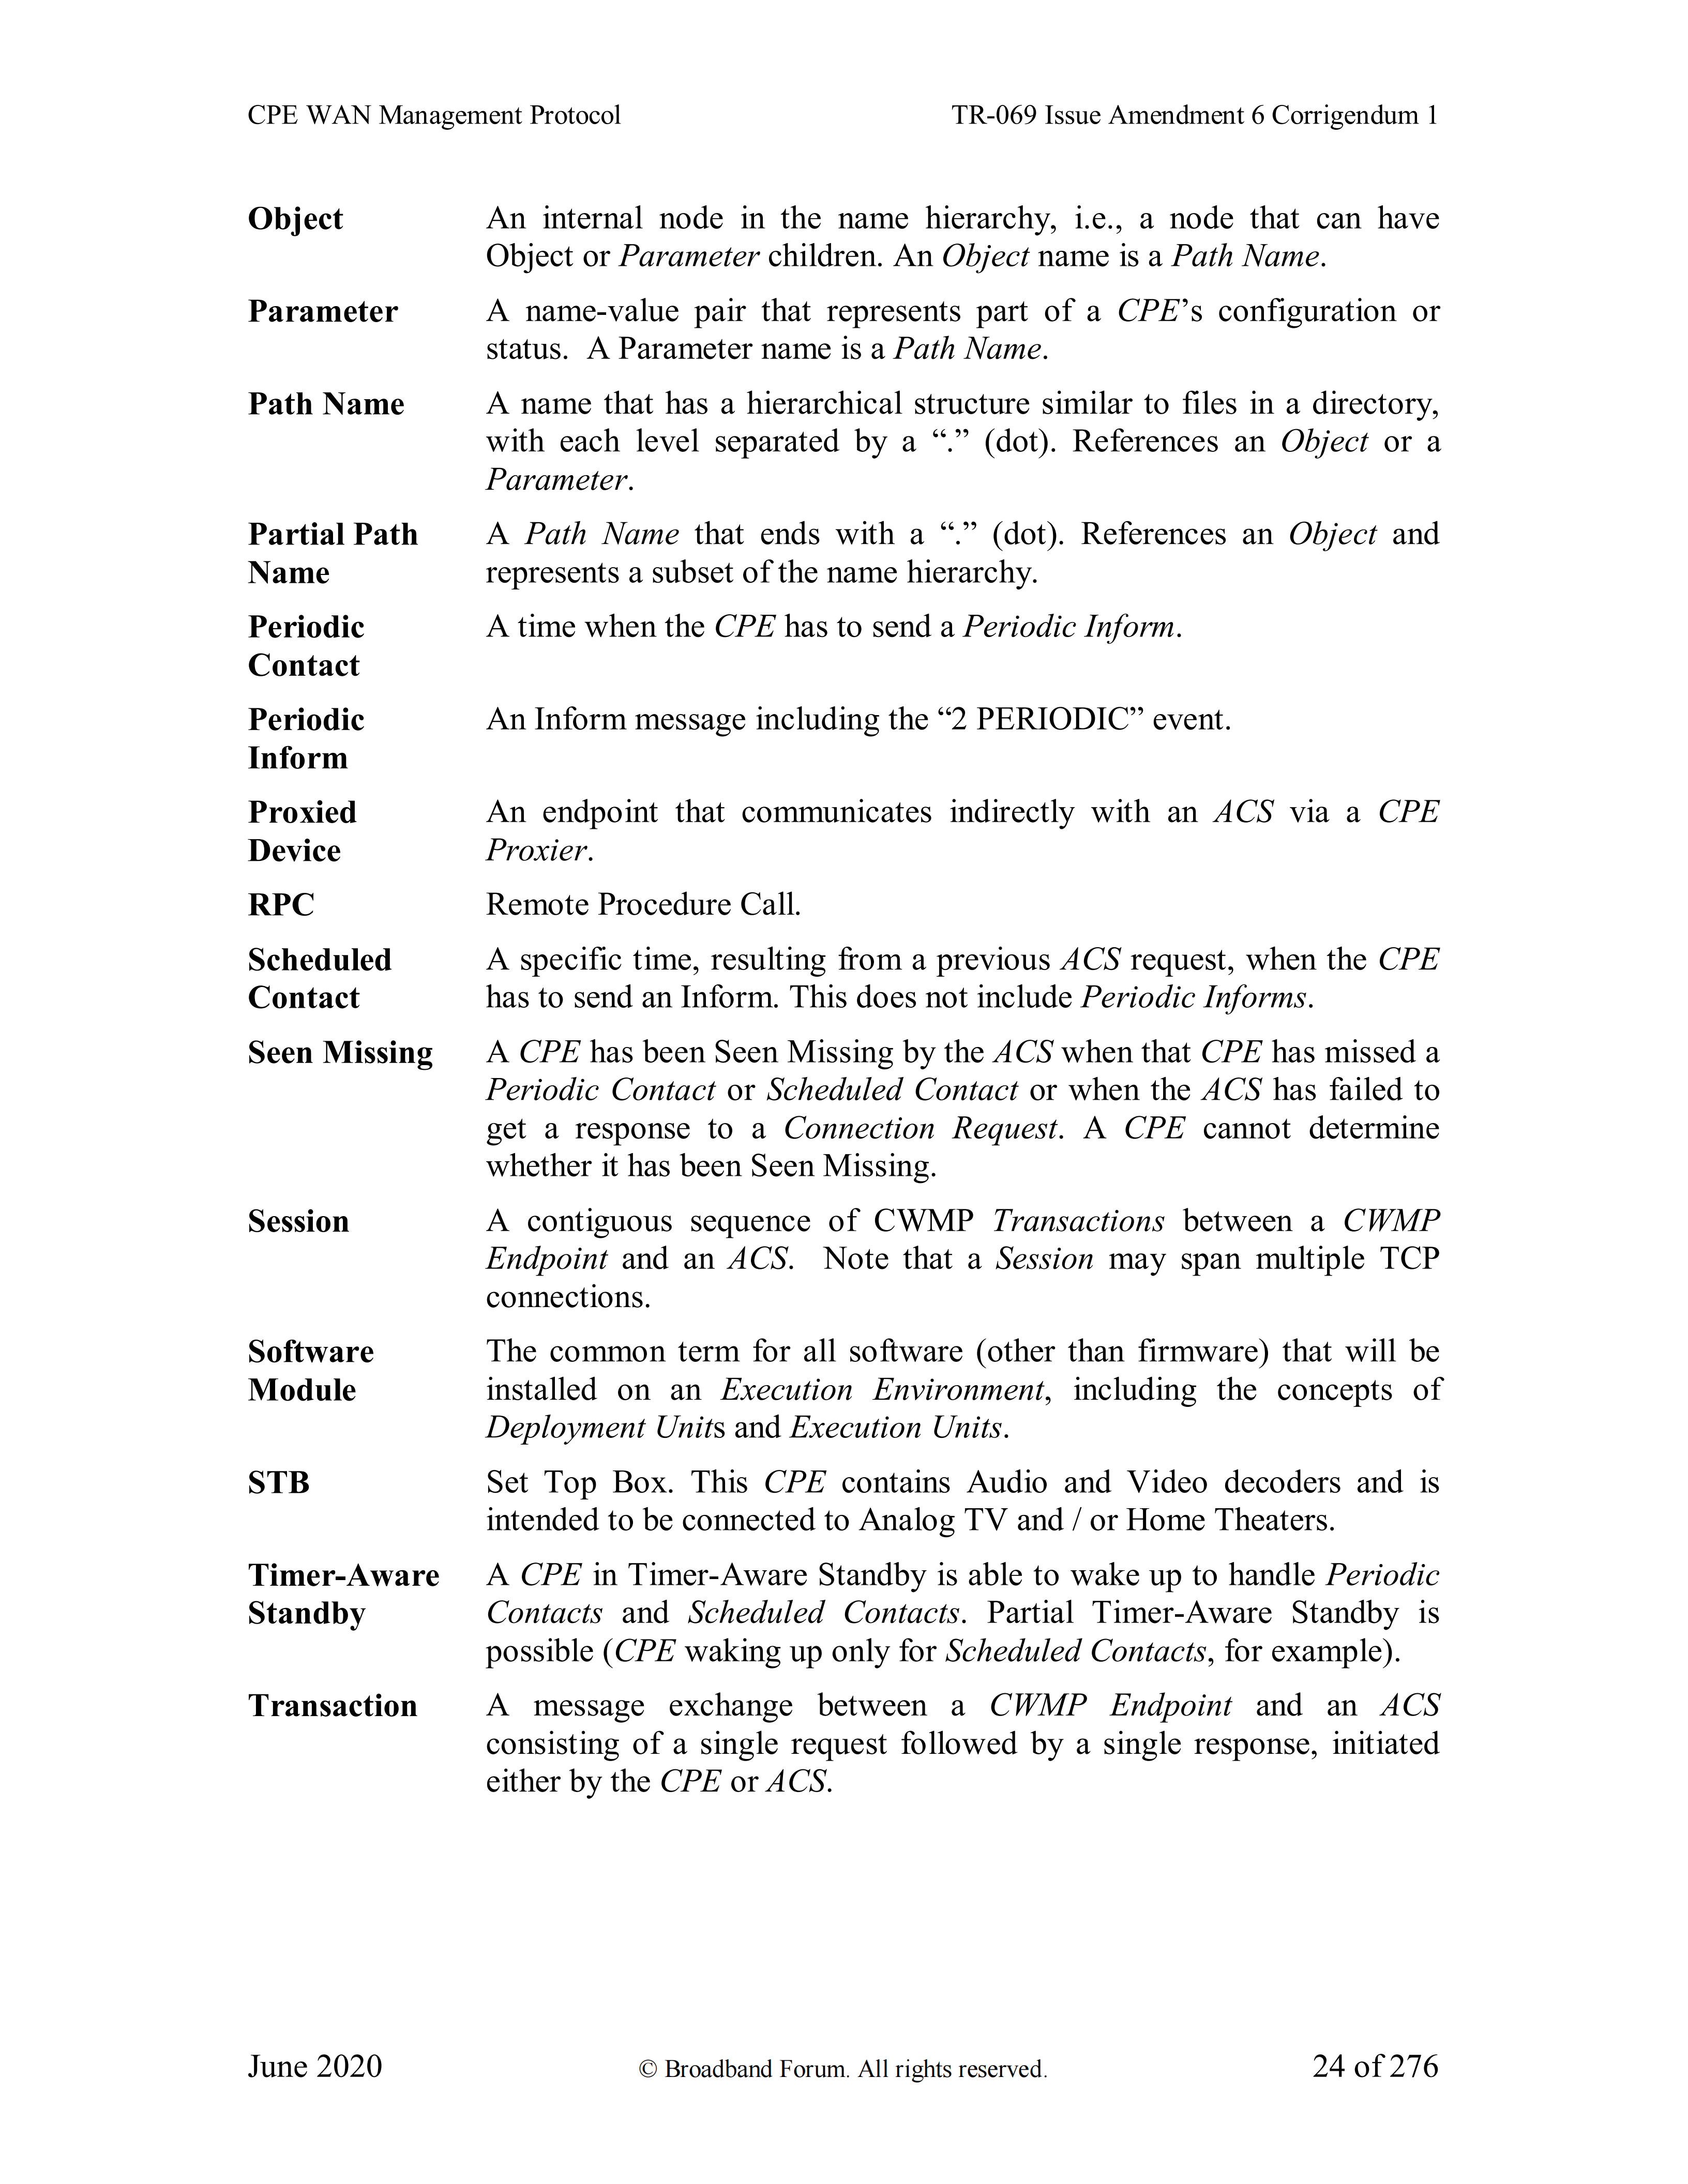 CPE WAN Management Protocol TR-069 Issue Amendment 6 Corrigendum 1
Object An internal node in the name hierarchy, i.e., a node that can have
Object or Parameter children. An Object name is a Path Name.
Parameter A name-value pair that represents part of a CPE’s configuration or
status. A Parameter name is a Path Name.
Path Name A name that has a hierarchical structure similar to files in a directory,
with each level separated by a “.” (dot). References an Object or a
Parameter.
Partial Path A Path Name that ends with a “.” (dot). References an Object and
Name represents a subset of the name hierarchy.
Periodic A time when the CPE has to send a Periodic Inform.
Contact
Periodic An Inform message including the “2 PERIODIC” event.
Inform
Proxied An endpoint that communicates indirectly with an ACS via a CPE
Device Proxier.
RPC Remote Procedure Call.
Scheduled A specific time, resulting from a previous ACS request, when the CPE
Contact has to send an Inform. This does not include Periodic Informs.
Seen Missing A CPE has been Seen Missing by the ACS when that CPE has missed a
Periodic Contact or Scheduled Contact or when the ACS has failed to
get a response to a Connection Request. A CPE cannot determine
whether it has been Seen Missing.
Session A contiguous sequence of CWMP Transactions between a CWMP
Endpoint and an ACS. Note that a Session may span multiple TCP
connections.
Software The common term for all software (other than firmware) that will be
Module installed on an Execution Environment, including the concepts of
Deployment Units and Execution Units.
STB Set Top Box. This CPE contains Audio and Video decoders and is
intended to be connected to Analog TV and / or Home Theaters.
Timer-Aware A CPE in Timer-Aware Standby is able to wake up to handle Periodic
Standby Contacts and Scheduled Contacts. Partial Timer-Aware Standby is
possible (CPE waking up only for Scheduled Contacts, for example).
Transaction A message exchange between a CWMP Endpoint and an ACS
consisting of a single request followed by a single response, initiated
either by the CPE or ACS.
June 2020 © Broadband Forum. All rights reserved. 24 of 276